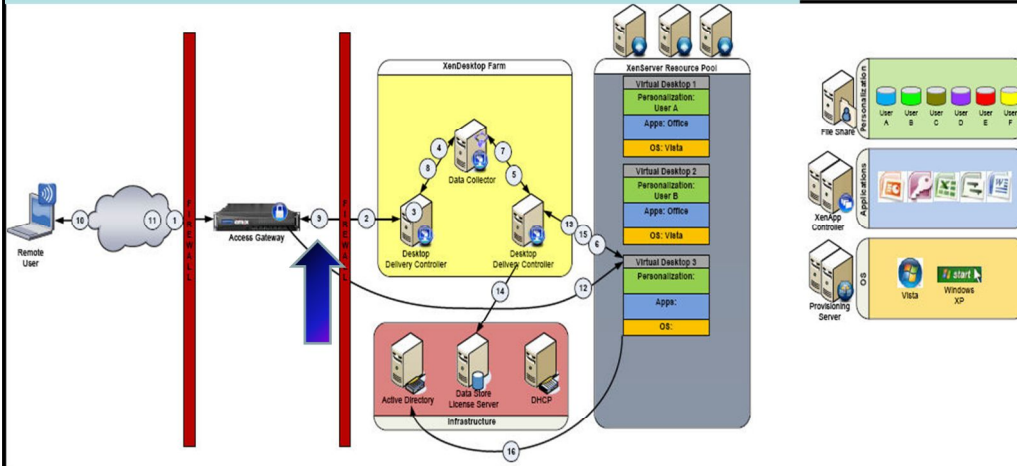 XenDesktop Farm
Data Collector
Desktop
Delivery Controller
Desktop
Delivery Controller
4
8
7
5
3
Remote
User
10
11
1
FIREWALL
Access Gateway
9
FIREWALL
2
13
15
6
12
14
16
Active Directory
Data Store
License Server
DHCP
Infrastructure
XenServer Resource Pool
Virtual Desktop 1
Personalization:
User A
Apps: Office
OS: Vista
Virtual Desktop 2
Personalization:
User B
Apps: Office
OS: Vista
Virtual Desktop 3
Personalization:
Apps:
OS:
File Share
Personalization
User
A
User
B
User
C
User
D
User
E
User
F
XenApp
Controller
Applications
Provisioning
Server
OS
Vista
start
Windows
XP